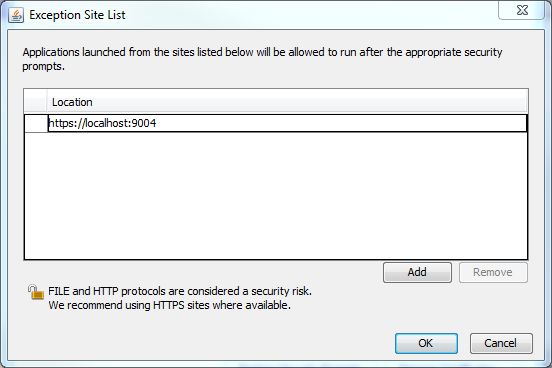 Exception Site List
Applications launched from the sites listed below will be allowed to run after the appropriate security
prompts.
Location
https://localhost:9004
Add
Remove
FILE and HTTP protocols are considered a security risk.
We recommend using HTTPS sites where available.
OK
Cancel